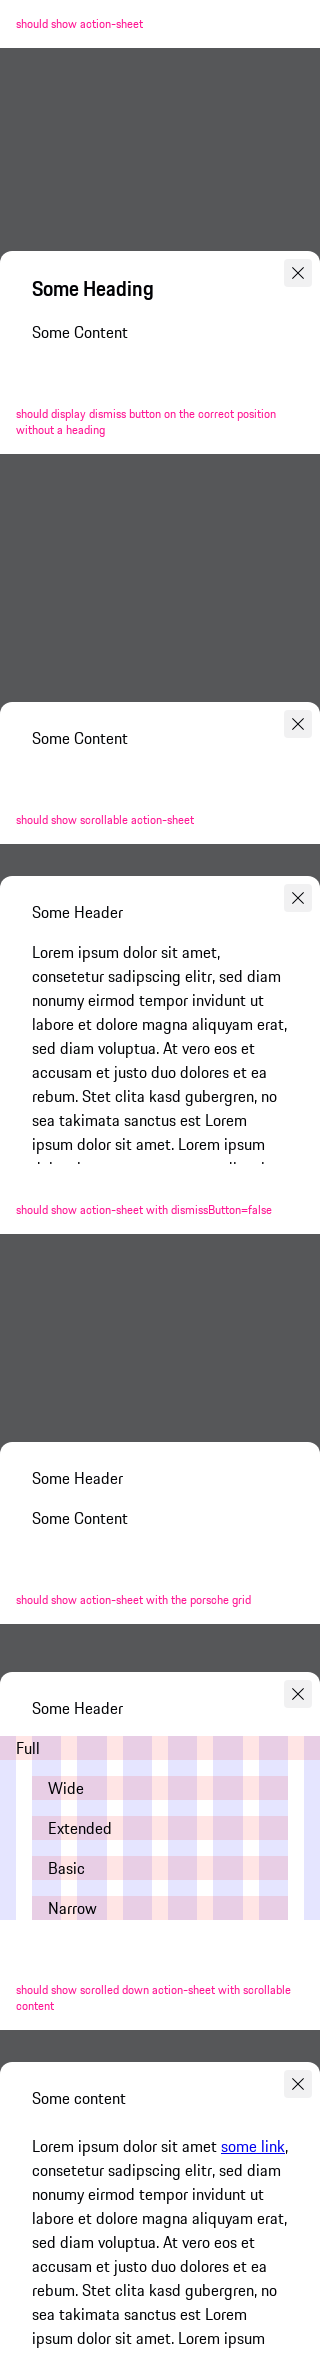 should show action-sheet
Some Heading
Some Content
should display dismiss button on the correct position
without a heading
Some Content
should show scrollable action-sheet
Some Header
Lorem ipsum dolor sit amet,
consetetur sadipscing elitr, sed diam
nonumy eirmod tempor invidunt ut
labore et dolore magna aliquyam erat,
sed diam voluptua. At vero eos et
accusam et justo duo dolores et ea
rebum. Stet clita kasd gubergren, no
sea takimata sanctus est Lorem
ipsum dolor sit amet. Lorem ipsum
should show action-sheet with dismissButton=false
Some Header
Some Content
should show action-sheet with the porsche grid
Some Header
Full
Wide
Extended
Basic
Narrow
should show scrolled down action-sheet with scrollable
content
Some content
Lorem ipsum dolor sit amet some link,
consetetur sadipscing elitr, sed diam
nonumy eirmod tempor invidunt ut
labore et dolore magna aliquyam erat,
sed diam voluptua. At vero eos et
accusam et justo duo dolores et ea
rebum. Stet clita kasd gubergren, no
sea takimata sanctus est Lorem
ipsum dolor sit amet. Lorem ipsum